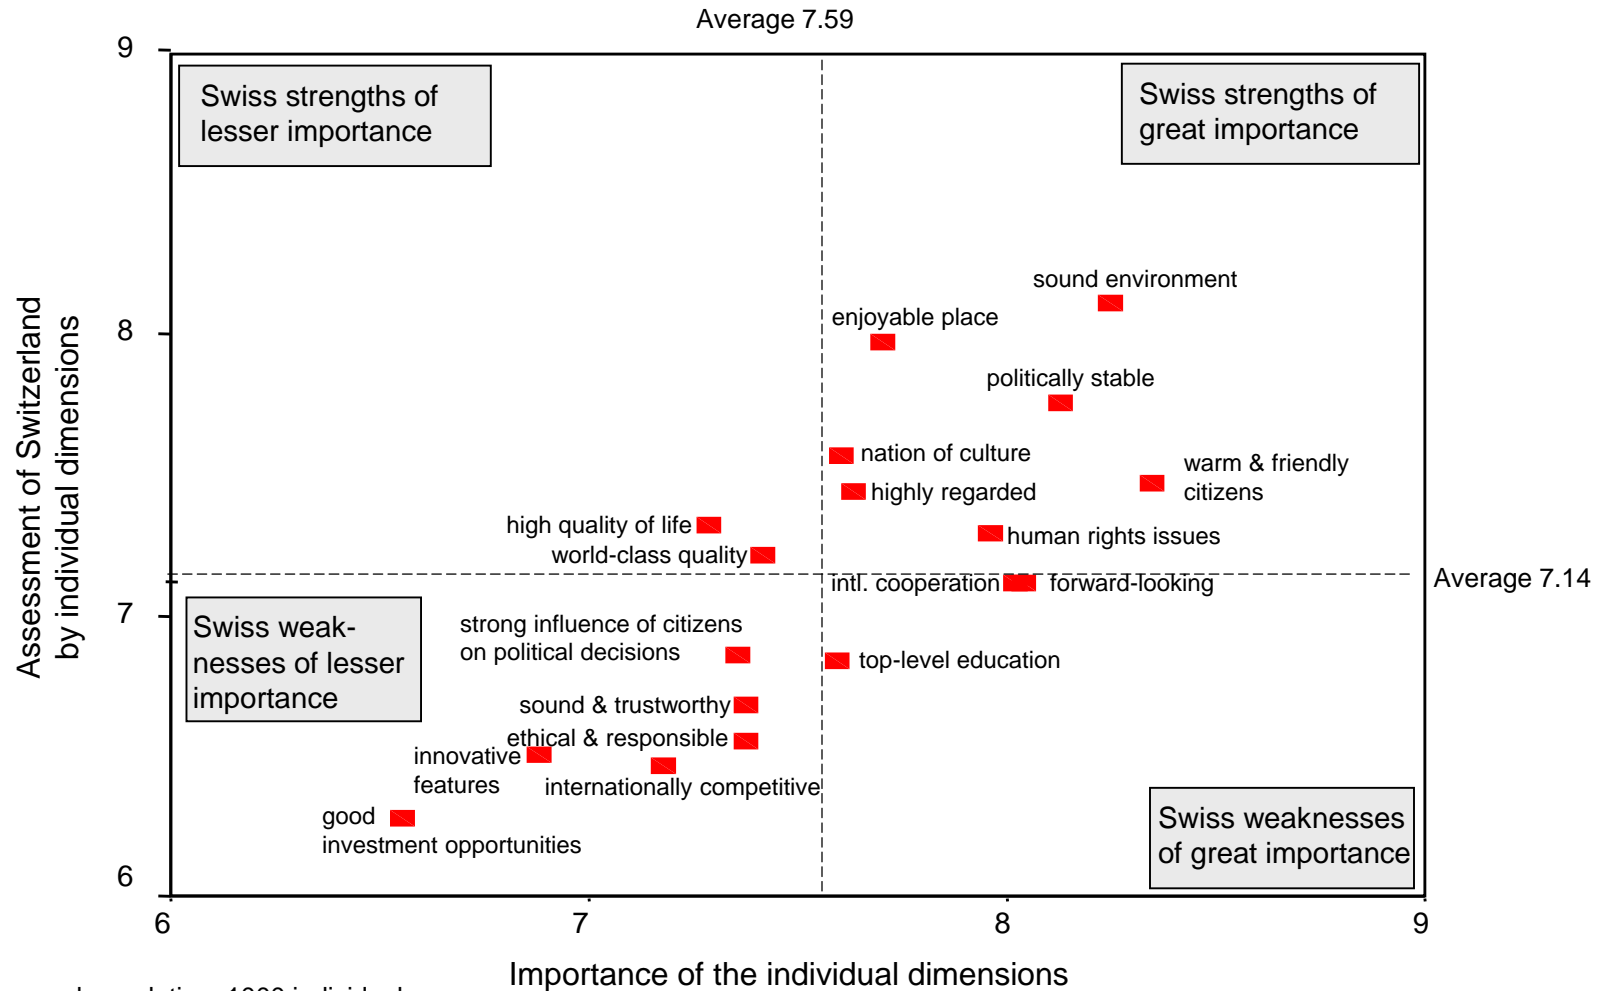 Average 7.59
9
Swiss strengths of
lesser importance
Swiss strengths of
great importance
sound environment
enjoyable place
8
politically stable
nation of culture
warm & friendly
citizens
highly regarded
high quality of life
human rights issues
world-class quality
intl. cooperation
forward-looking
Average 7.14
7
Assessment of Switzerland
by individual dimensions
Swiss weak-
nesses of lesser
importance
strong influence of citizens
on political decisions
top-level education
sound & trustworthy
ethical & responsible
innovative
features
internationally competitive
good
investment opportunities
Swiss weaknesses
of great importance
6
6
7
8
9
Importance of the individual dimensions
1000